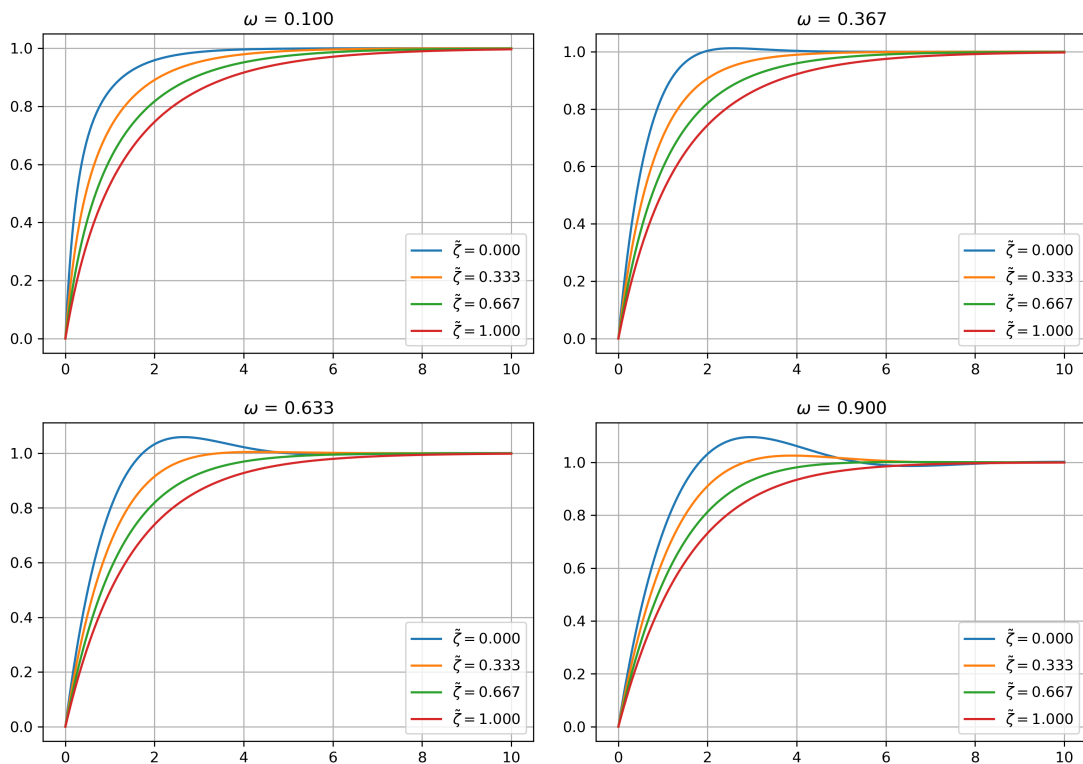 ω = 0.100
1.0
0.8
0.6
0.4
0.2
0.0
0 2 4 6 8 10
ζ̃ = 0.000
ζ̃ = 0.333
ζ̃ = 0.667
ζ̃ = 1.000
ω = 0.367
1.0
0.8
0.6
0.4
0.2
0.0
0 2 4 6 8 10
ζ̃ = 0.000
ζ̃ = 0.333
ζ̃ = 0.667
ζ̃ = 1.000
ω = 0.633
1.0
0.8
0.6
0.4
0.2
0.0
0 2 4 6 8 10
ζ̃ = 0.000
ζ̃ = 0.333
ζ̃ = 0.667
ζ̃ = 1.000
ω = 0.900
1.0
0.8
0.6
0.4
0.2
0.0
0 2 4 6 8 10
ζ̃ = 0.000
ζ̃ = 0.333
ζ̃ = 0.667
ζ̃ = 1.000